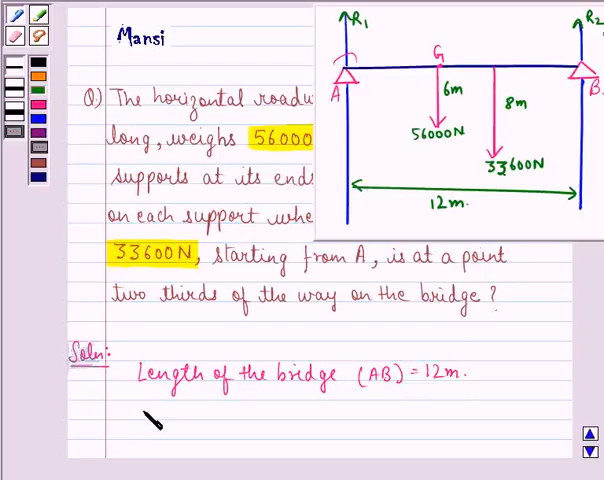 Mansi
Q) The horizontal roadw
long, weighs 56000
supports at its ends
on each support whe
33600N, starting from A, is at a point
two thirds of the way on the bridge?
Soln:
Length of the bridge (AB) = 12m.
R1
R2
G
A
B
6m
8m
56000N
33600N
12m.